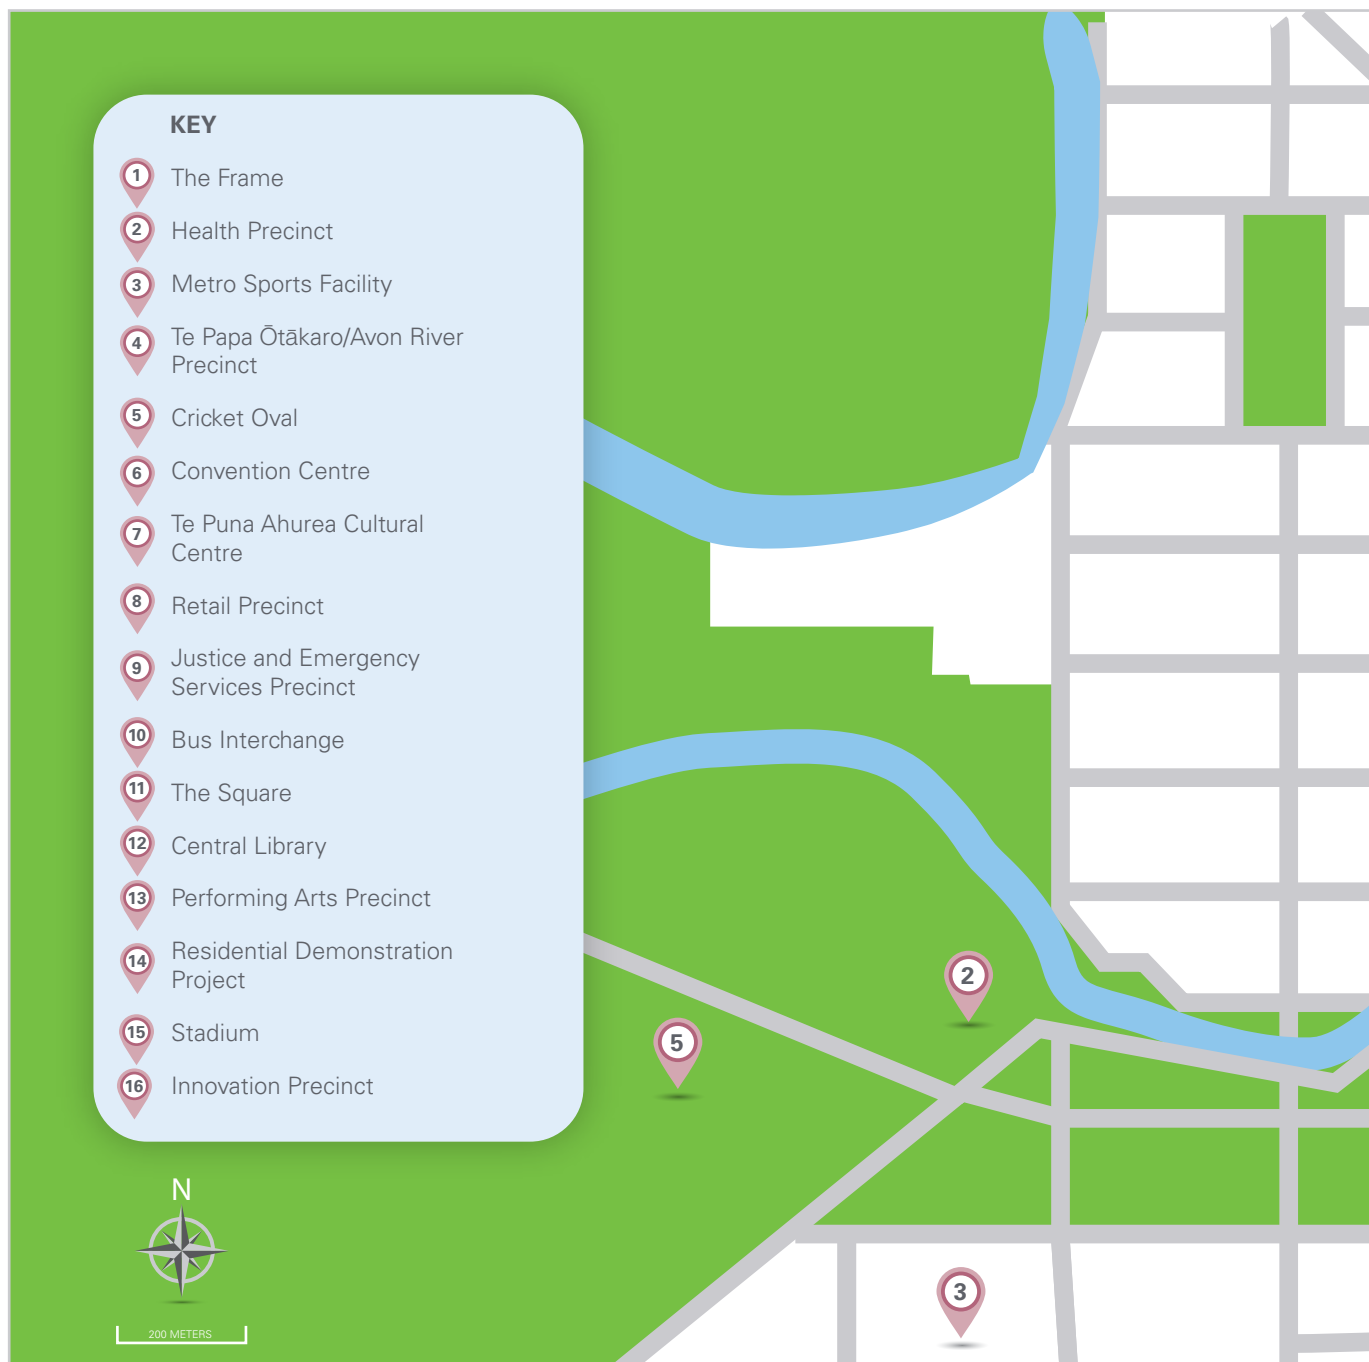 KEY
1 The Frame
2 Health Precinct
3 Metro Sports Facility
4 Te Papa Ōtākaro/Avon River
Precinct
5 Cricket Oval
6 Convention Centre
7 Te Puna Ahurea Cultural
Centre
8 Retail Precinct
9 Justice and Emergency
Services Precinct
10 Bus Interchange
11 The Square
12 Central Library
13 Performing Arts Precinct
14 Residential Demonstration
Project
15 Stadium
16 Innovation Precinct
2
5
3
N
200 METERS